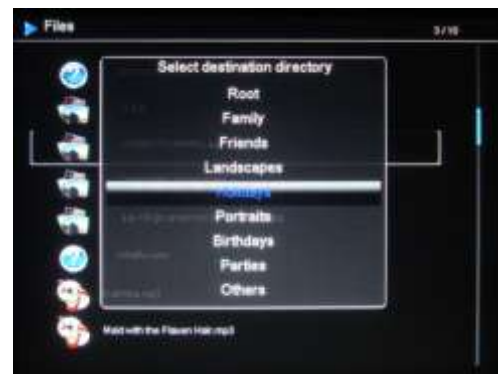 Files
3/10
Select destination directory
Root
Family
Friends
Landscapes
Holidays
Portraits
Birthdays
Parties
Others
Maid with the Flaxen Hair.mp3